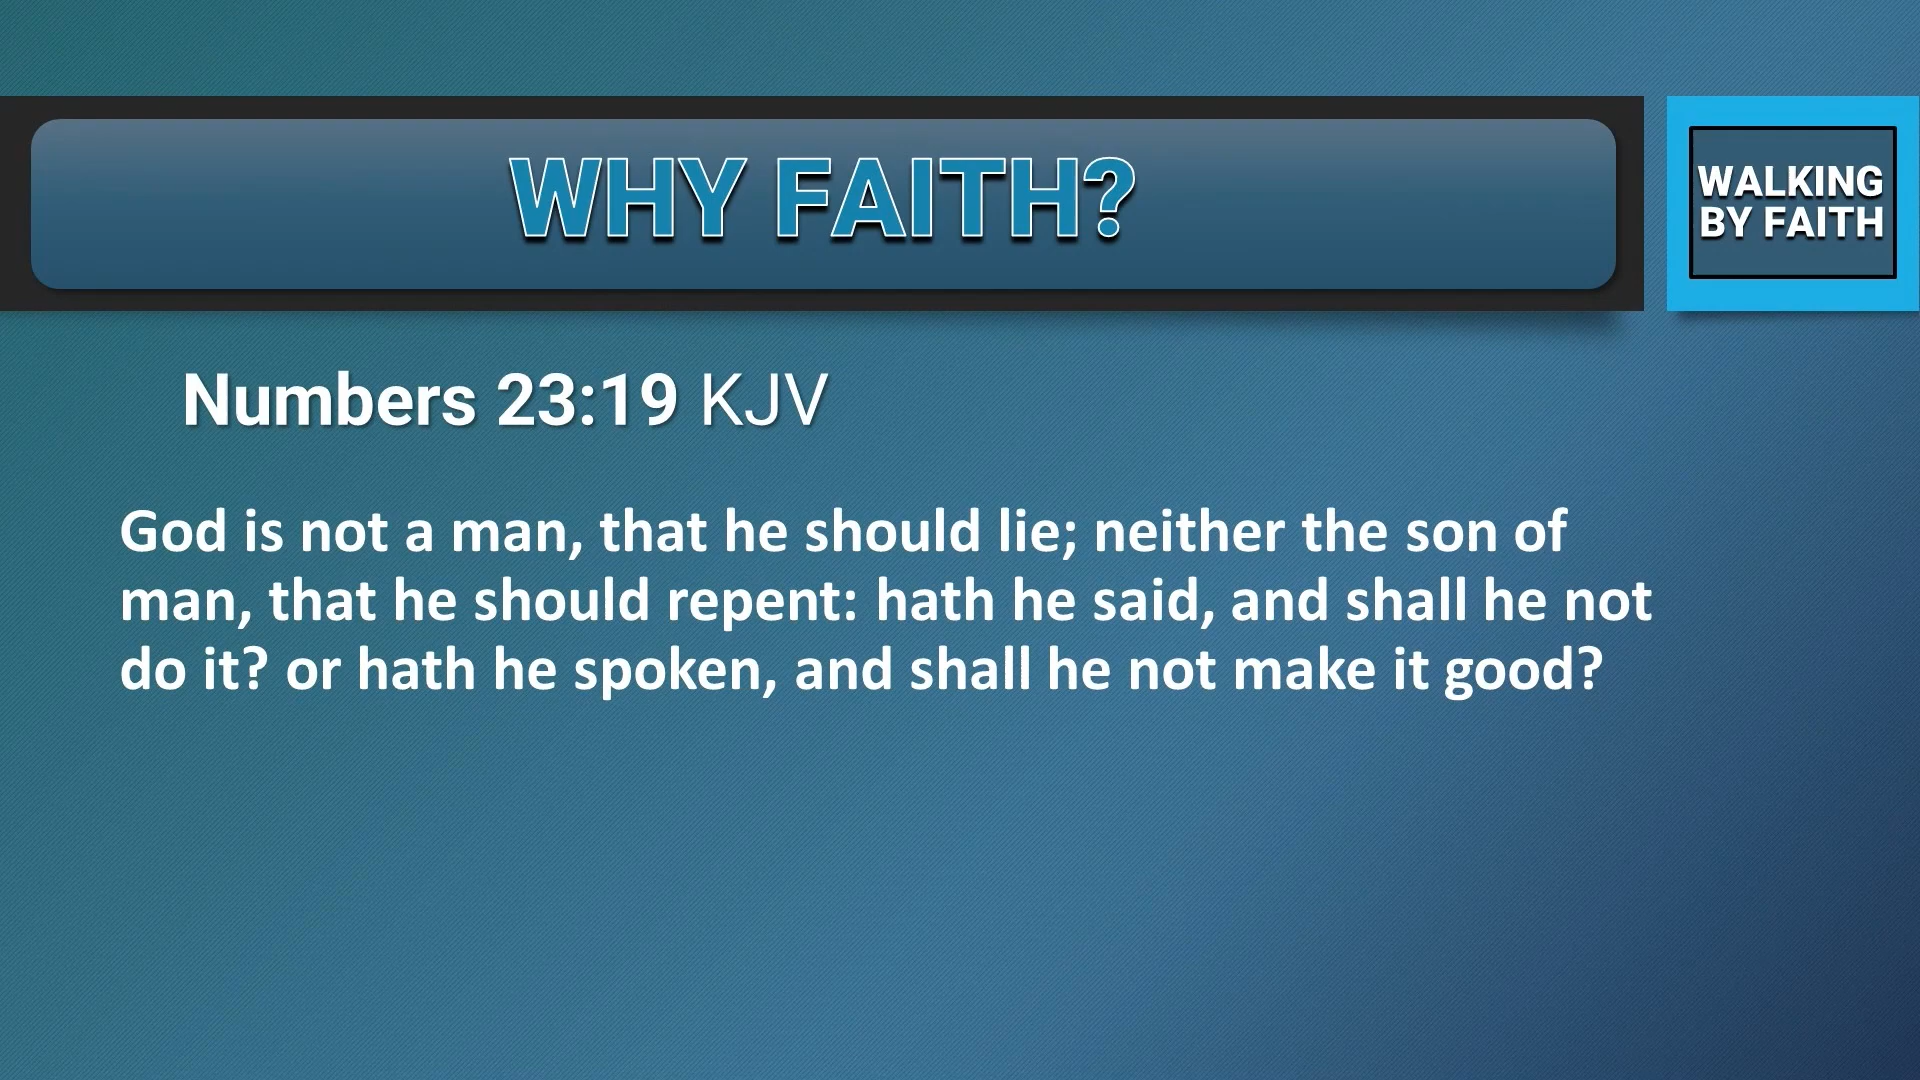 WHY FAITH?
WALKING
BY FAITH
Numbers 23:19 KJV
God is not a man, that he should lie; neither the son of
man, that he should repent: hath he said, and shall he not
do it? or hath he spoken, and shall he not make it good?